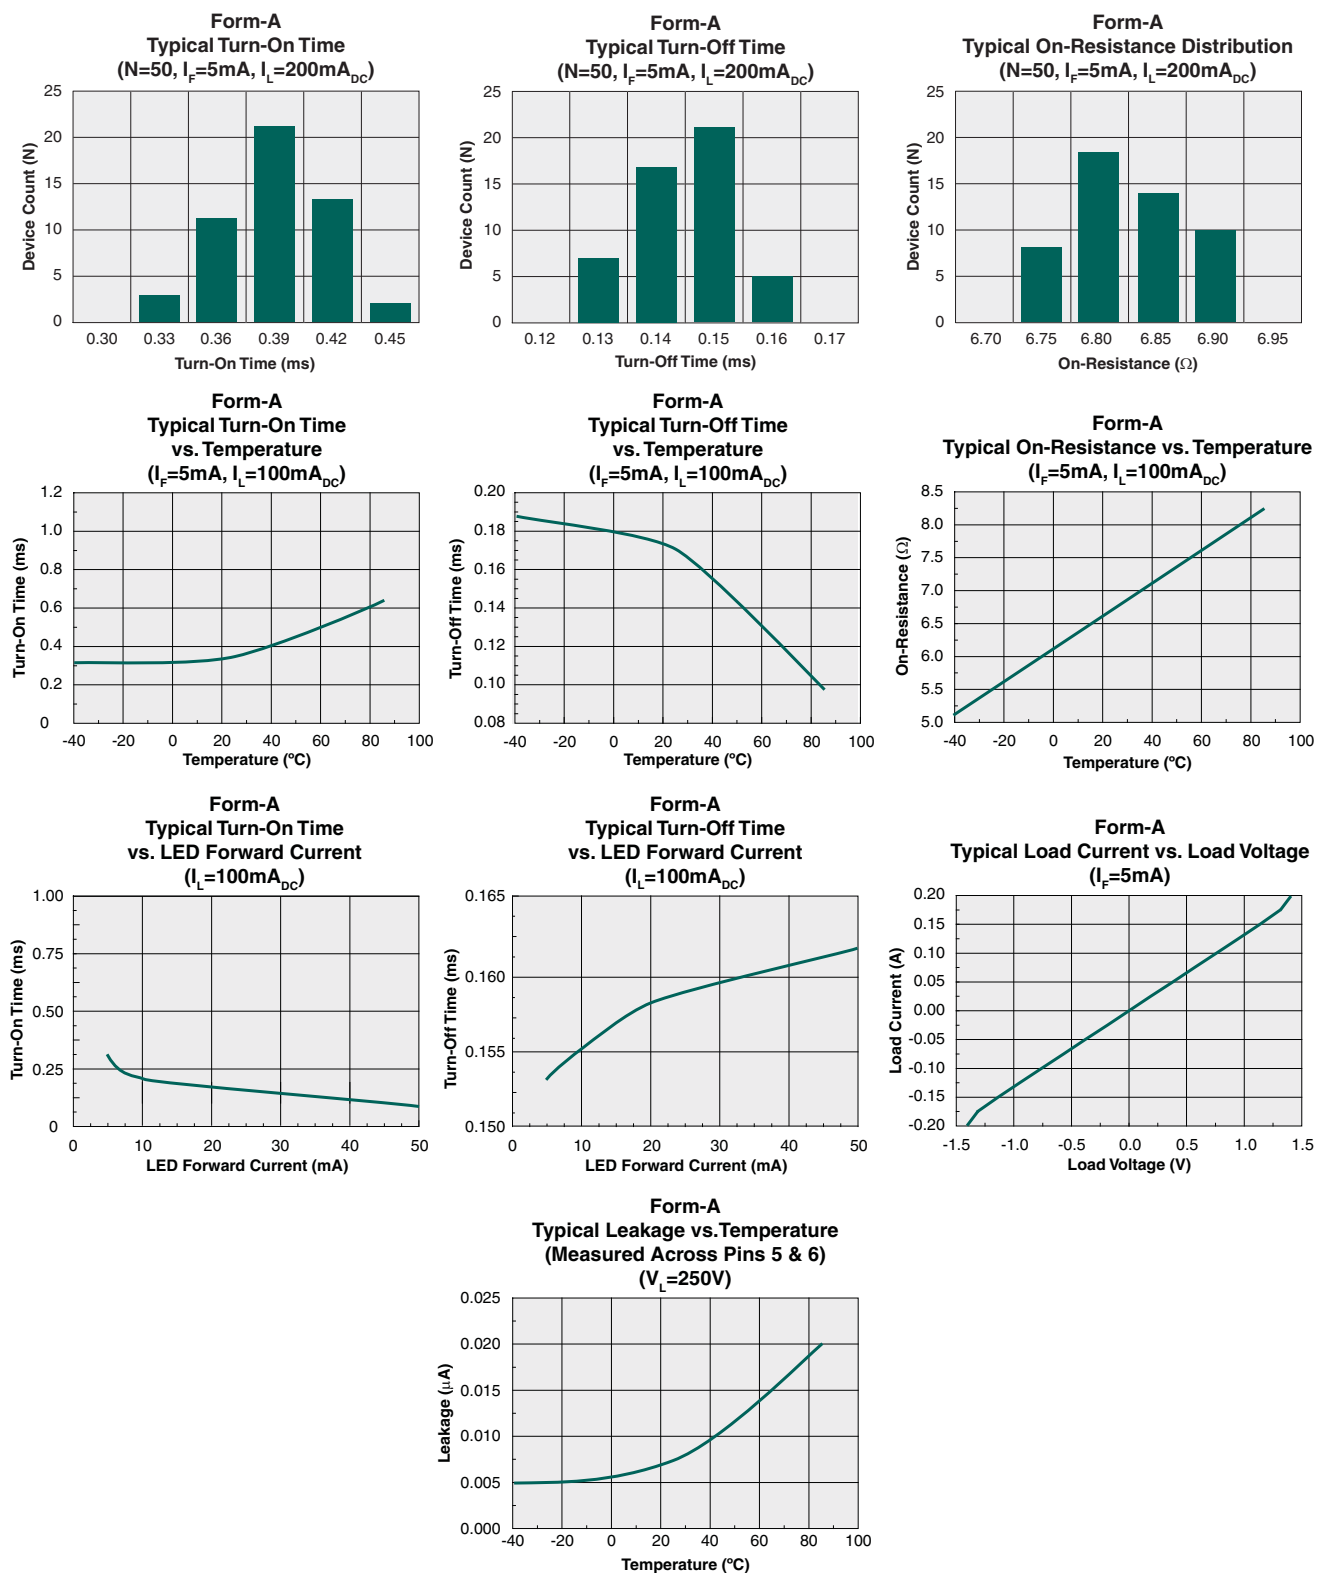 Form-A
Typical Turn-On Time
(N=50, IF=5mA, IL=200mADC)
25
20
15
10
5
0
Device Count (N)
0.30 0.33 0.36 0.39 0.42 0.45
Turn-On Time (ms)
Form-A
Typical Turn-Off Time
(N=50, IF=5mA, IL=200mADC)
25
20
15
10
5
0
Device Count (N)
0.12 0.13 0.14 0.15 0.16 0.17
Turn-Off Time (ms)
Form-A
Typical On-Resistance Distribution
(N=50, IF=5mA, IL=200mADC)
25
20
15
10
5
0
Device Count (N)
6.70 6.75 6.80 6.85 6.90 6.95
On-Resistance (Ω)
Form-A
Typical Turn-On Time
vs. Temperature
(IF=5mA, IL=100mADC)
1.2
1.0
0.8
0.6
0.4
0.2
0
Turn-On Time (ms)
-40 -20 0 20 40 60 80 100
Temperature (ºC)
Form-A
Typical Turn-Off Time
vs. Temperature
(IF=5mA, IL=100mADC)
0.20
0.18
0.16
0.14
0.12
0.10
0.08
Turn-Off Time (ms)
-40 -20 0 20 40 60 80 100
Temperature (ºC)
Form-A
Typical On-Resistance vs. Temperature
(IF=5mA, IL=100mADC)
8.5
8.0
7.5
7.0
6.5
6.0
5.5
5.0
On-Resistance (Ω)
-40 -20 0 20 40 60 80 100
Temperature (ºC)
Form-A
Typical Turn-On Time
vs. LED Forward Current
(IL=100mADC)
1.00
0.75
0.50
0.25
0
Turn-On Time (ms)
0 10 20 30 40 50
LED Forward Current (mA)
Form-A
Typical Turn-Off Time
vs. LED Forward Current
(IL=100mADC)
0.165
0.160
0.155
0.150
Turn-Off Time (ms)
0 10 20 30 40 50
LED Forward Current (mA)
Form-A
Typical Load Current vs. Load Voltage
(IF=5mA)
0.20
0.15
0.10
0.05
0.00
-0.05
-0.10
-0.15
-0.20
Load Current (A)
-1.5 -1.0 -0.5 0.0 0.5 1.0 1.5
Load Voltage (V)
Form-A
Typical Leakage vs.Temperature
(Measured Across Pins 5 & 6)
(VL=250V)
0.025
0.020
0.015
0.010
0.005
0.000
Leakage (μA)
-40 -20 0 20 40 60 80 100
Temperature (ºC)